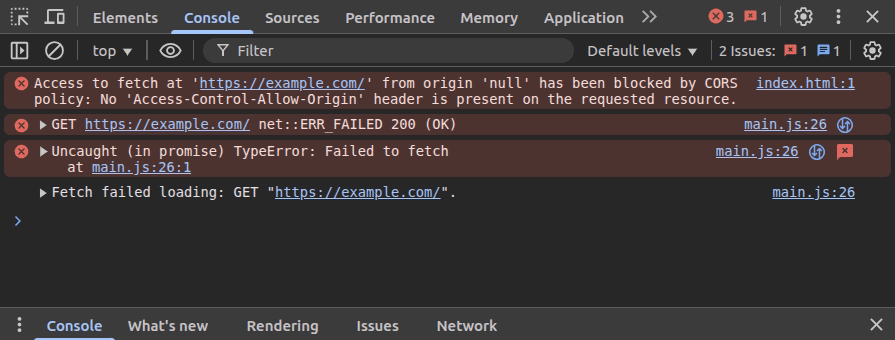 Elements Console Sources Performance Memory Application 3 1
top Filter Default levels 2 Issues: 1 1
Access to fetch at 'https://example.com/' from origin 'null' has been blocked by CORS index.html:1
policy: No 'Access-Control-Allow-Origin' header is present on the requested resource.
GET https://example.com/ net::ERR_FAILED 200 (OK) main.js:26
Uncaught (in promise) TypeError: Failed to fetch main.js:26
at main.js:26:1
Fetch failed loading: GET "https://example.com/". main.js:26
Console What's new Rendering Issues Network